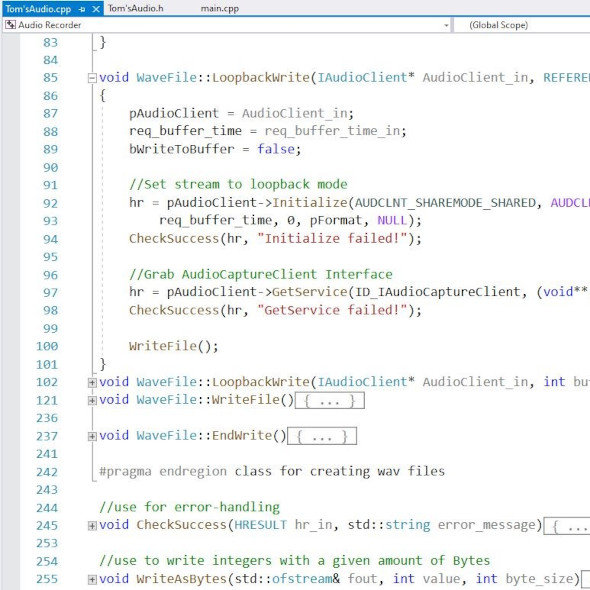 Tom'sAudio.cpp Tom'sAudio.h main.cpp
Audio Recorder (Global Scope)
83 }
84
85 void WaveFile::LoopbackWrite(IAudioClient* AudioClient_in, REFERE
86 {
87 pAudioClient = AudioClient_in;
88 req_buffer_time = req_buffer_time_in;
89 bWriteToBuffer = false;
90
91 //Set stream to loopback mode
92 hr = pAudioClient->Initialize(AUDCLNT_SHAREMODE_SHARED, AUDCL
93 req_buffer_time, 0, pFormat, NULL);
94 CheckSuccess(hr, "Initialize failed!");
95
96 //Grab AudioCaptureClient Interface
97 hr = pAudioClient->GetService(ID_IAudioCaptureClient, (void**
98 CheckSuccess(hr, "GetService failed!");
99
100 WriteFile();
101 }
102 void WaveFile::LoopbackWrite(IAudioClient* AudioClient_in, int bu
121 void WaveFile::WriteFile(){ ... }
236
237 void WaveFile::EndWrite(){ ... }
241
242 #pragma endregion class for creating wav files
243
244 //use for error-handling
245 void CheckSuccess(HRESULT hr_in, std::string error_message){ ...
253
254 //use to write integers with a given amount of Bytes
255 void WriteAsBytes(std::ofstream& fout, int value, int byte_size)